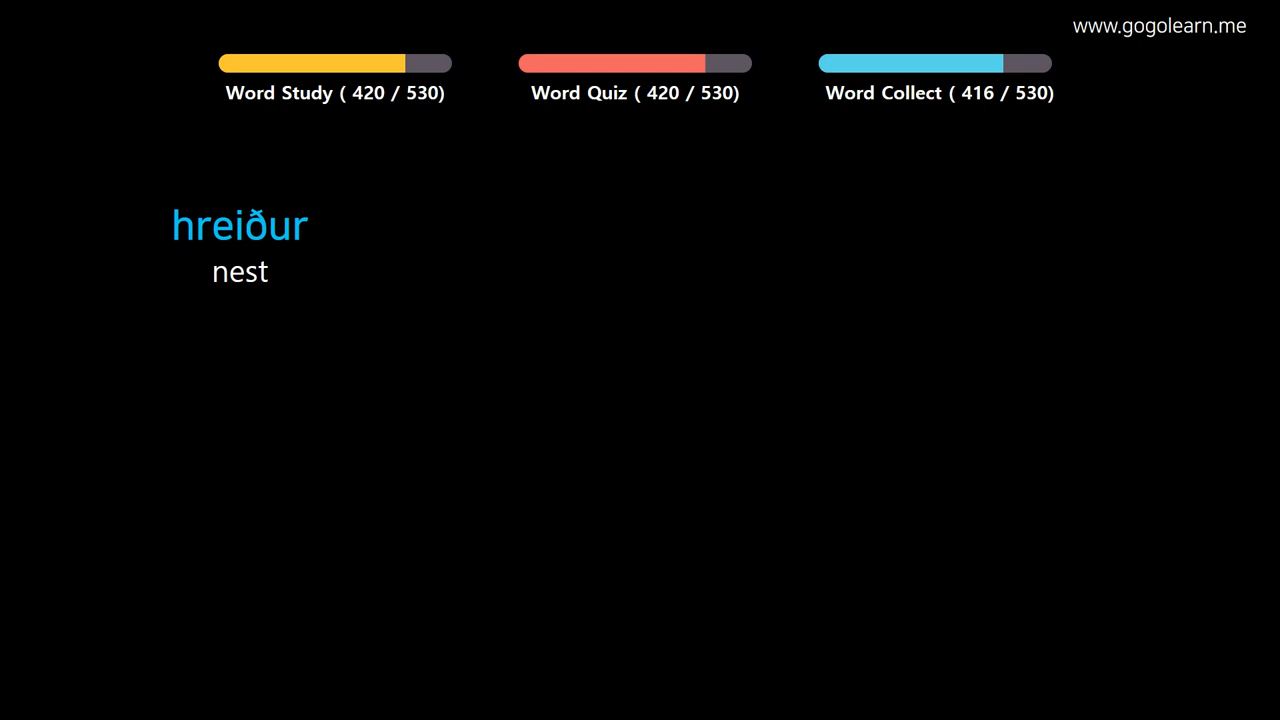 www.gogolearn.me
Word Study ( 420 / 530)
Word Quiz ( 420 / 530)
Word Collect ( 416 / 530)
hreiður
nest